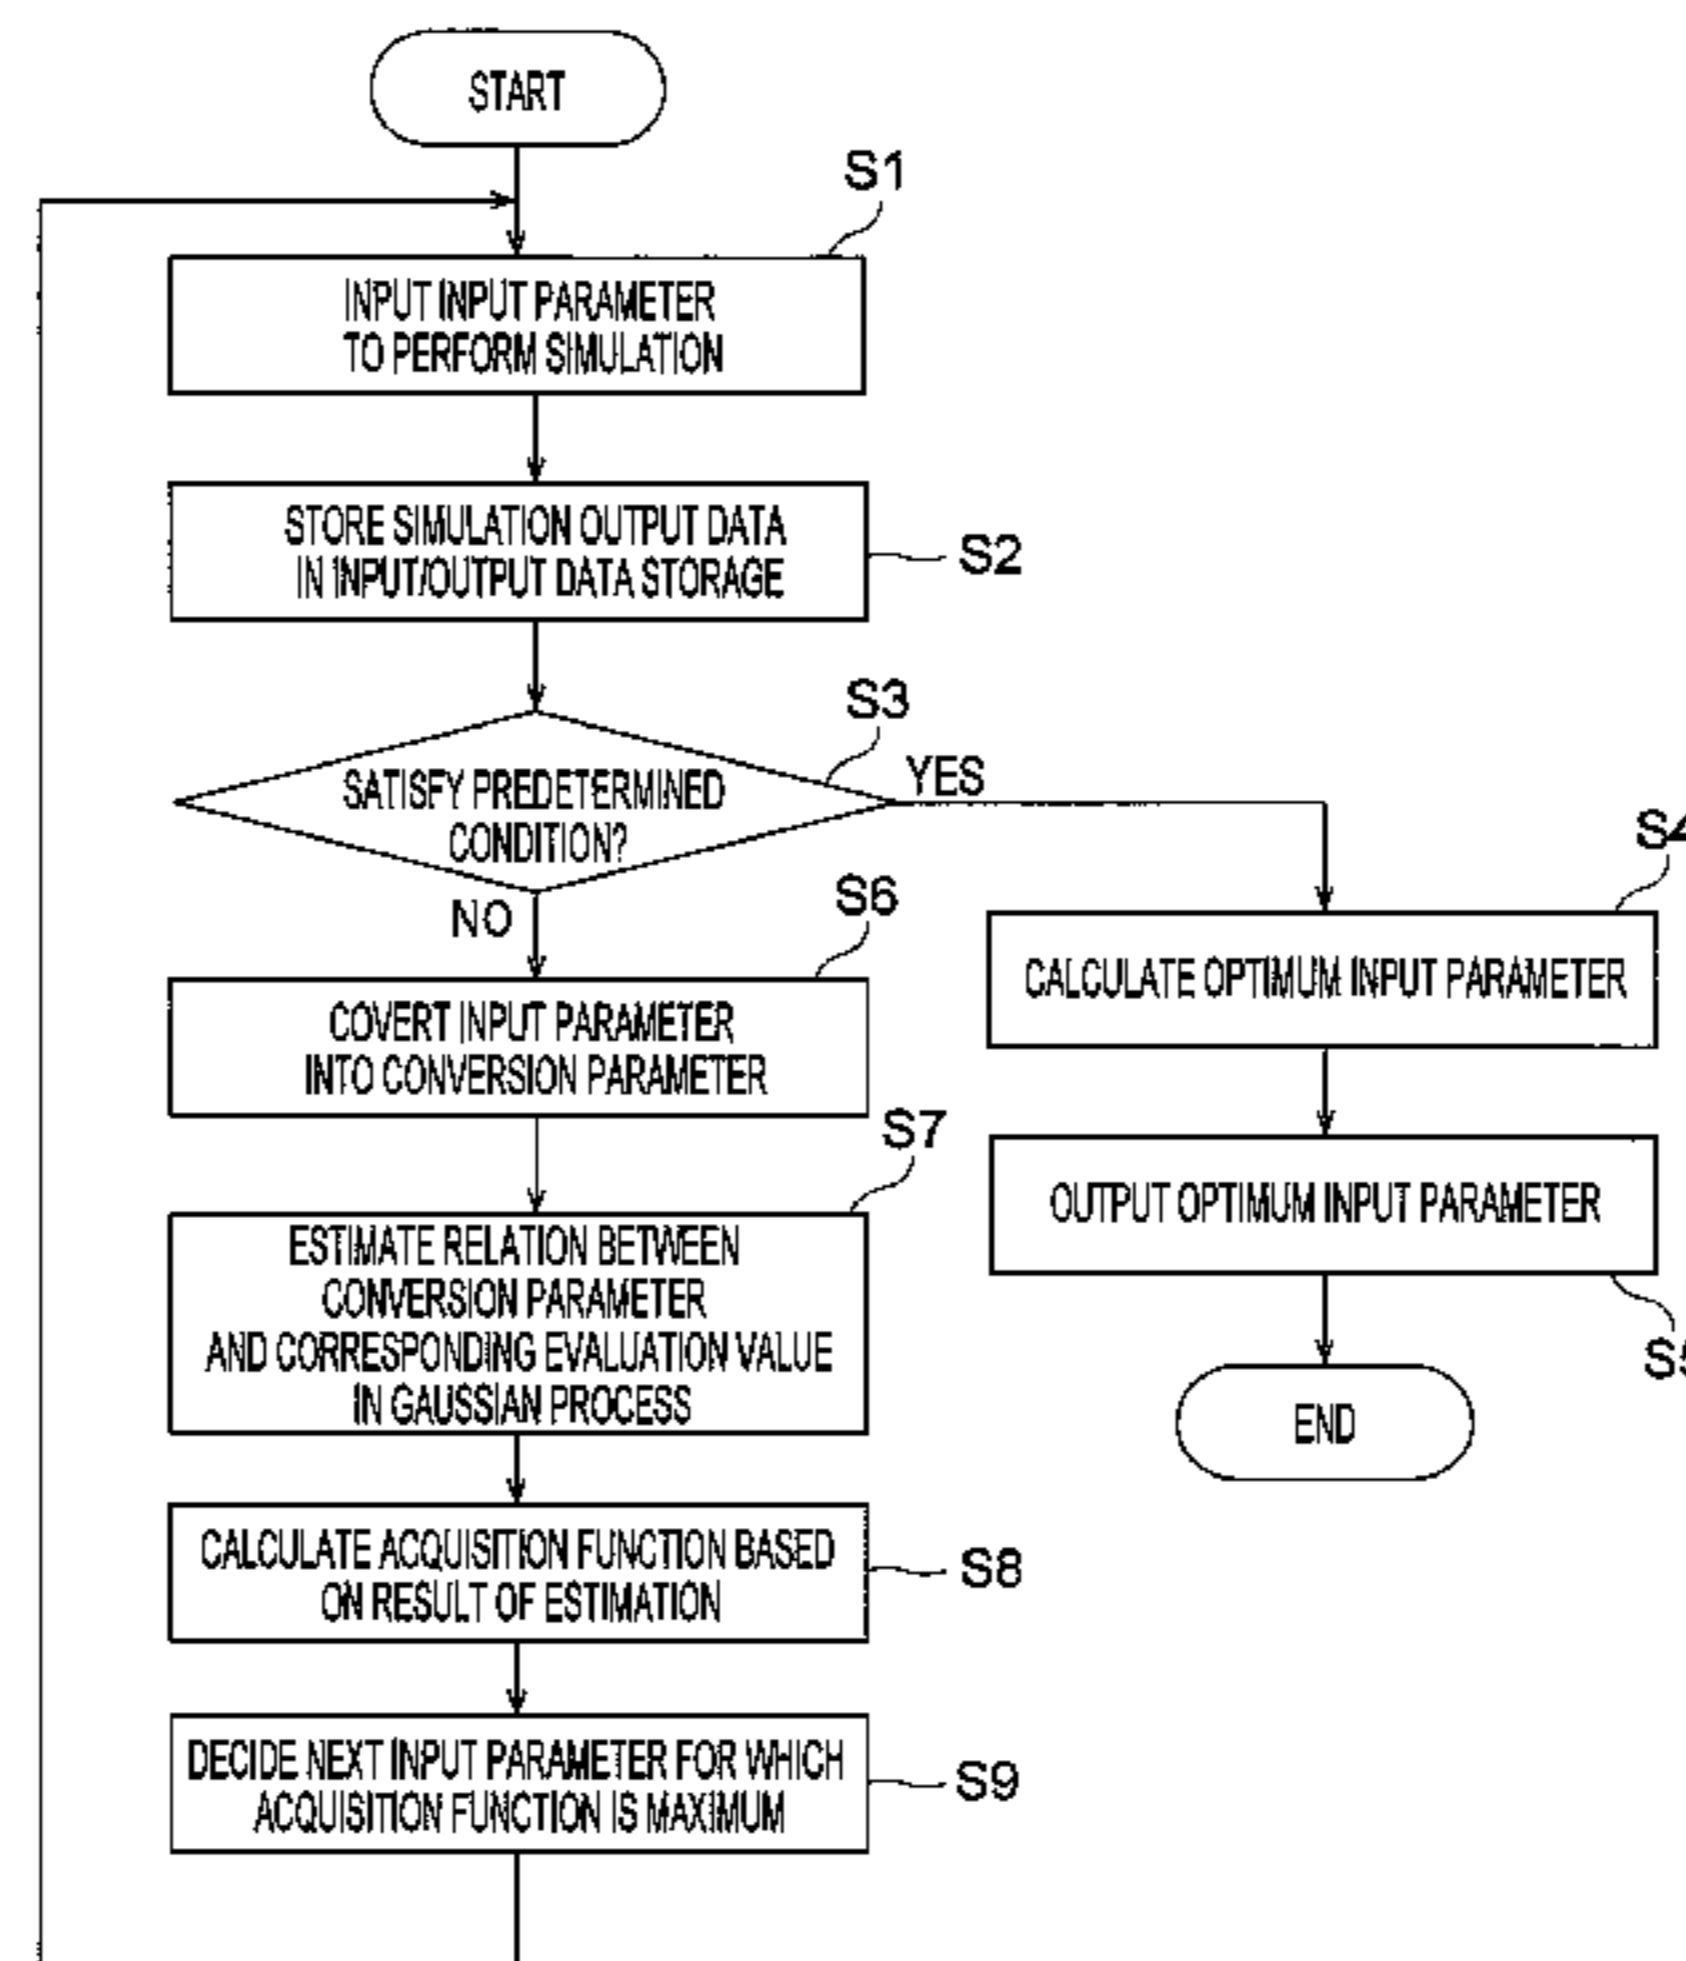 START
S1
INPUT INPUT PARAMETER
TO PERFORM SIMULATION
STORE SIMULATION OUTPUT DATA
IN INPUT/OUTPUT DATA STORAGE
S2
S3
SATISFY PREDETERMINED
CONDITION?
YES
NO
S4
CALCULATE OPTIMUM INPUT PARAMETER
OUTPUT OPTIMUM INPUT PARAMETER
S5
END
S6
COVERT INPUT PARAMETER
INTO CONVERSION PARAMETER
S7
ESTIMATE RELATION BETWEEN
CONVERSION PARAMETER
AND CORRESPONDING EVALUATION VALUE
IN GAUSSIAN PROCESS
CALCULATE ACQUISITION FUNCTION BASED
ON RESULT OF ESTIMATION
S8
DECIDE NEXT INPUT PARAMETER FOR WHICH
ACQUISITION FUNCTION IS MAXIMUM
S9